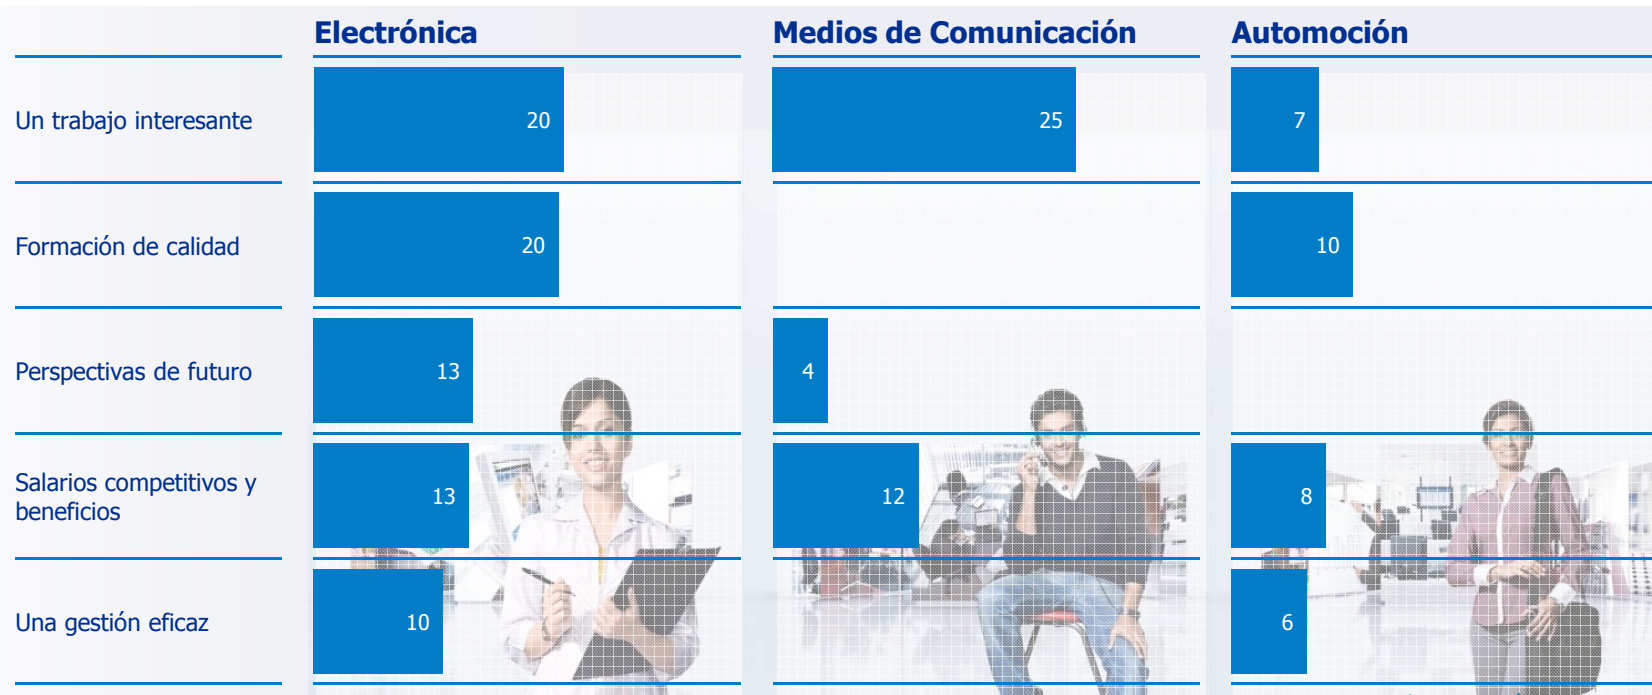 Electrónica Medios de Comunicación Automoción
Un trabajo interesante 20 25 7
Formación de calidad 20 10
Perspectivas de futuro 13 4
Salarios competitivos y
beneficios 13 12 8
Una gestión eficaz 10 6